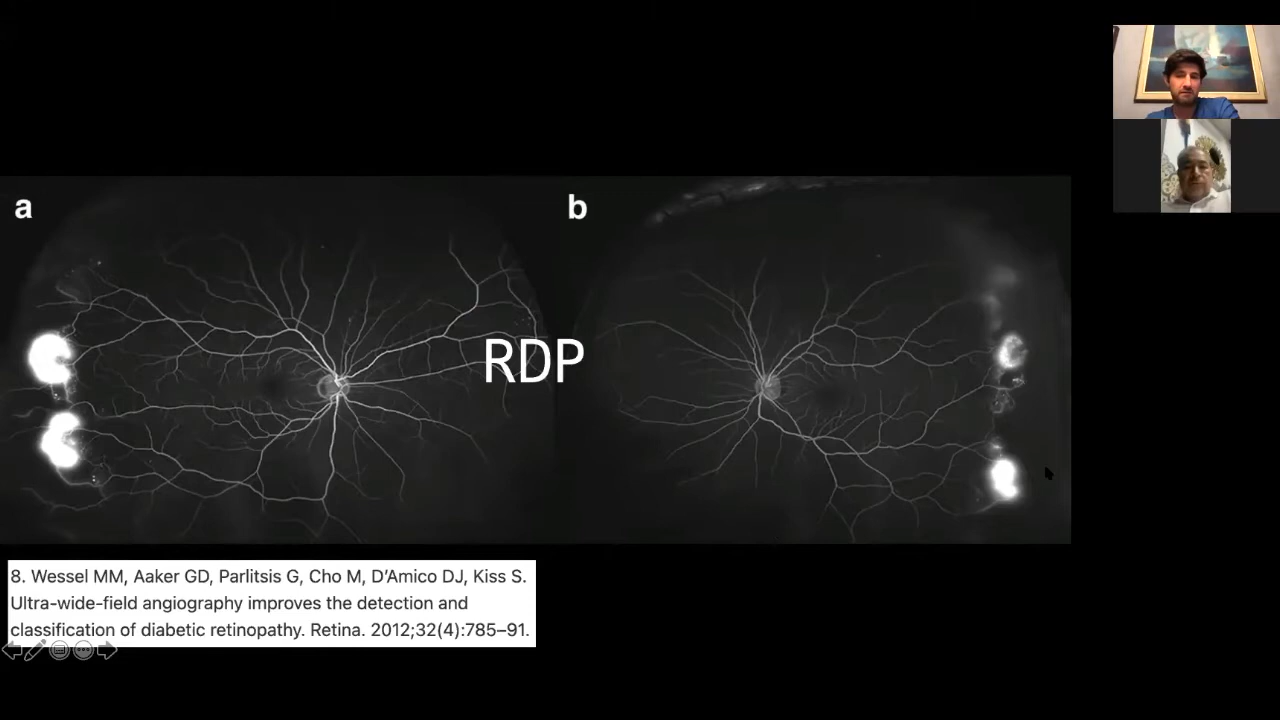 a
b
RDP
8. Wessel MM, Aaker GD, Parlitsis G, Cho M, D’Amico DJ, Kiss S.
Ultra-wide-field angiography improves the detection and
classification of diabetic retinopathy. Retina. 2012;32(4):785–91.